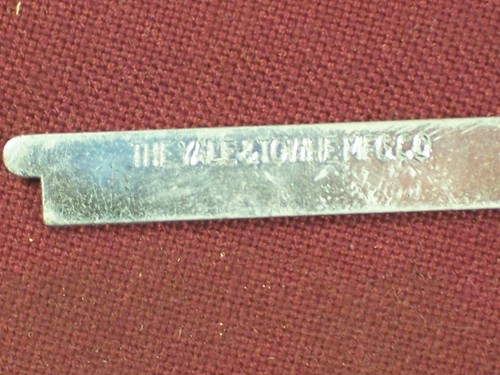 THE YALE & TOWNE MFG. CO.